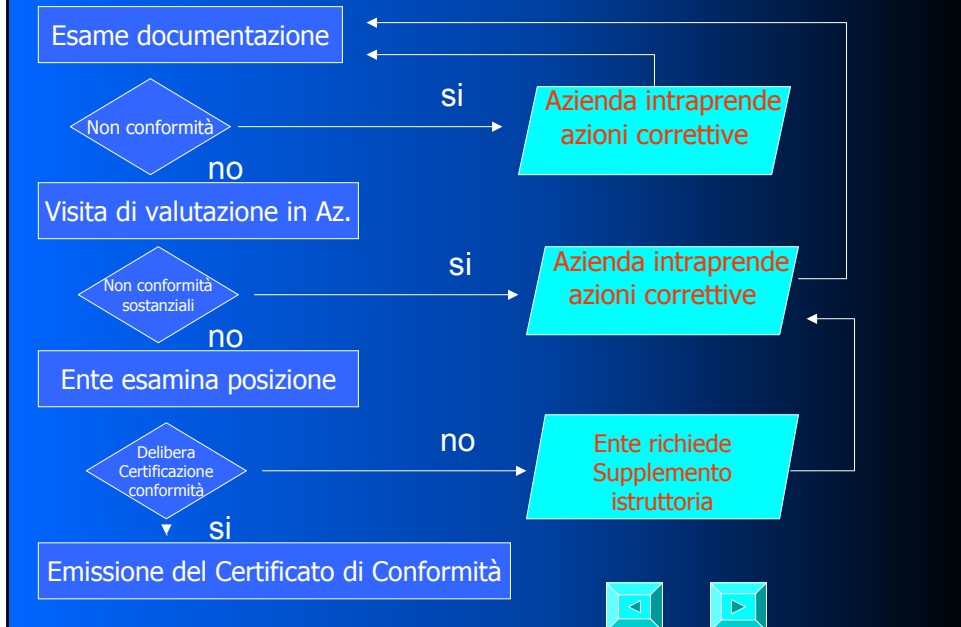 Esame documentazione
Non conformità
si
Azienda intraprende
azioni correttive
no
Visita di valutazione in Az.
Non conformità
sostanziali
si
Azienda intraprende
azioni correttive
no
Ente esamina posizione
Delibera
Certificazione
conformità
no
Ente richiede
Supplemento
istruttoria
si
Emissione del Certificato di Conformità